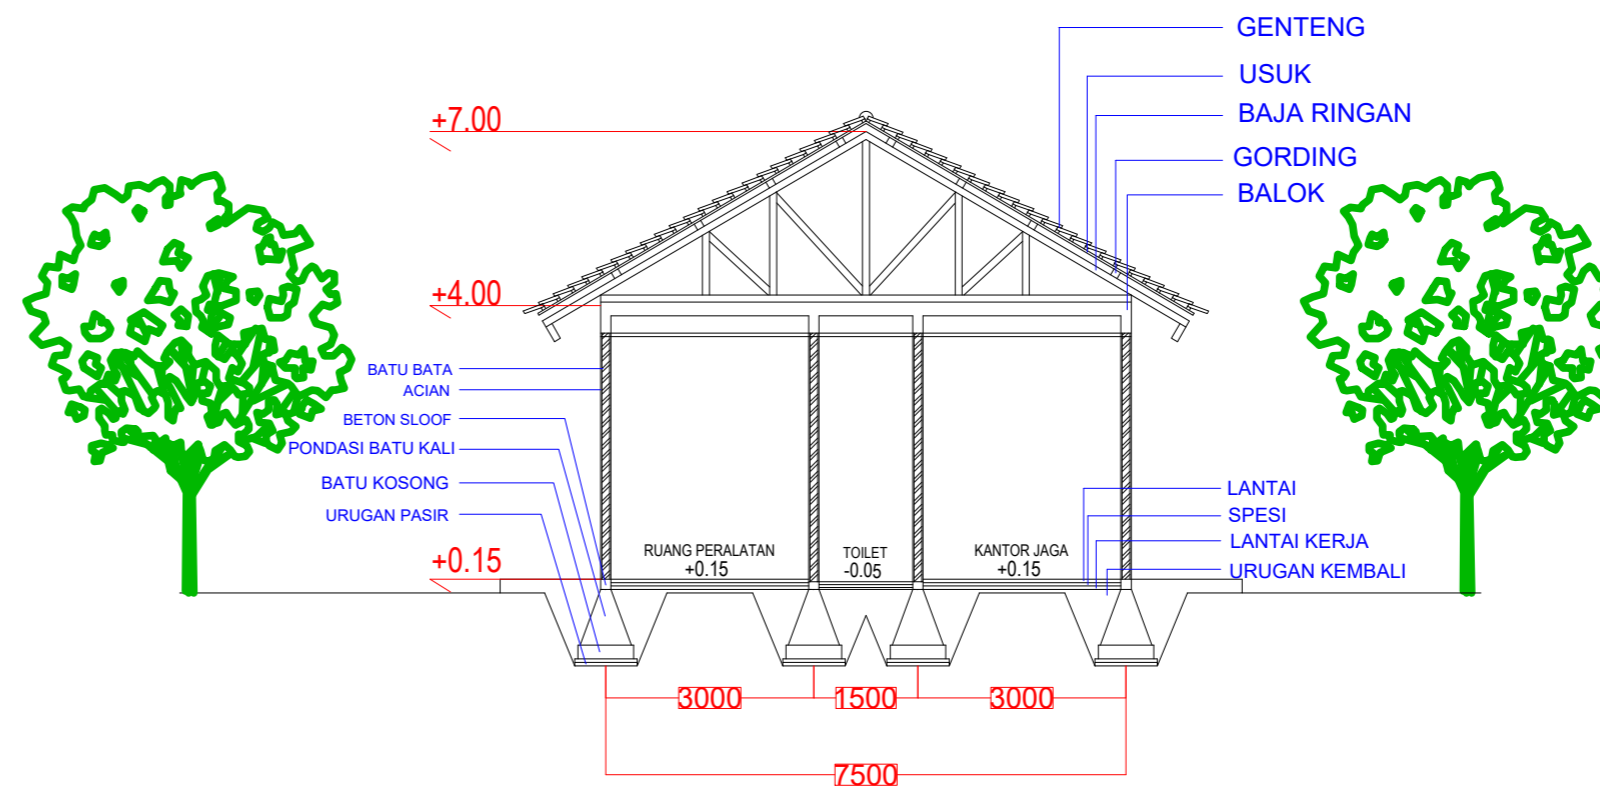 GENTENG
USUK
BAJA RINGAN
GORDING
BALOK
+7.00
+4.00
BATU BATA
ACIAN
BETON SLOOF
PONDASI BATU KALI
BATU KOSONG
URUGAN PASIR
+0.15
RUANG PERALATAN
+0.15
TOILET
-0.05
KANTOR JAGA
+0.15
LANTAI
SPESI
LANTAI KERJA
URUGAN KEMBALI
3000
1500
3000
7500